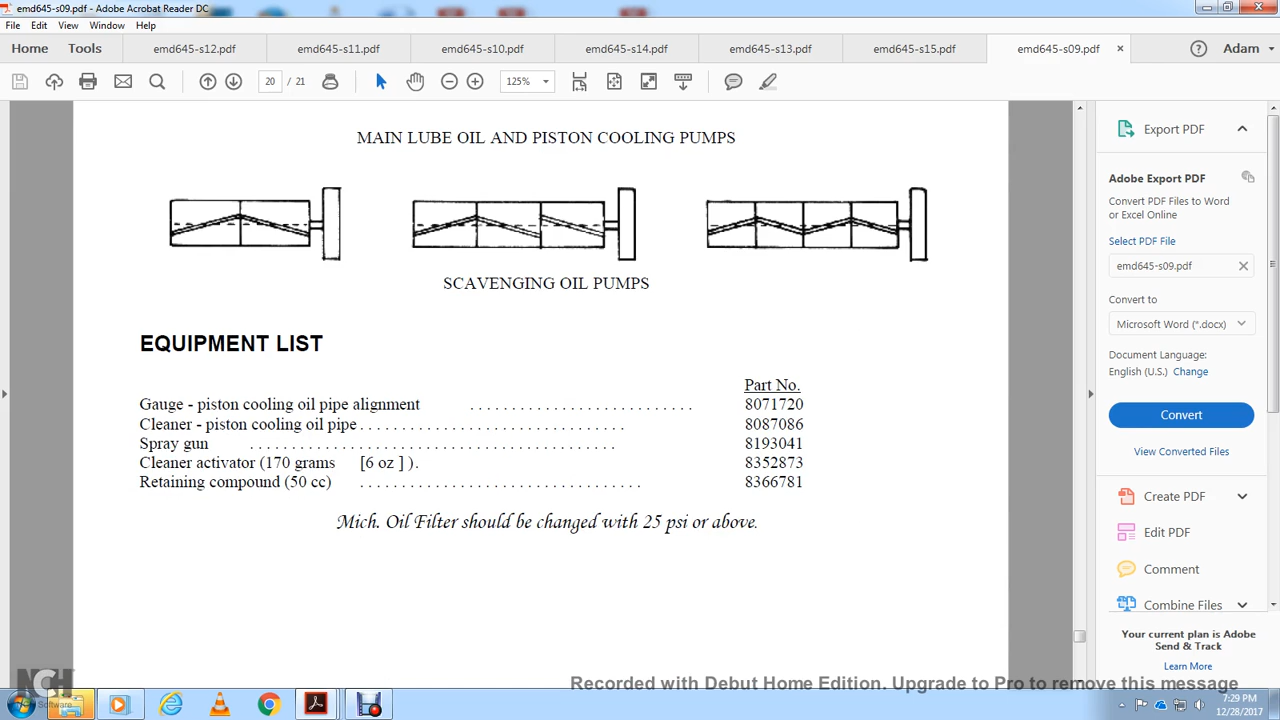 emd645-s09.pdf - Adobe Acrobat Reader DC
File Edit View Window Help
Home Tools emd645-s12.pdf emd645-s11.pdf emd645-s10.pdf emd645-s14.pdf emd645-s13.pdf emd645-s15.pdf emd645-s09.pdf × Adam
20 / 21 125%
MAIN LUBE OIL AND PISTON COOLING PUMPS
SCAVENGING OIL PUMPS
EQUIPMENT LIST
Part No.
Gauge - piston cooling oil pipe alignment . . . . . . . . . . . . . . . . . . . . . . . . . . . 8071720
Cleaner - piston cooling oil pipe . . . . . . . . . . . . . . . . . . . . . . . . . . . . . . . . 8087086
Spray gun . . . . . . . . . . . . . . . . . . . . . . . . . . . . . . . . . . . . . . . . . . . . 8193041
Cleaner activator (170 grams [6 oz ] ). 8352873
Retaining compound (50 cc) . . . . . . . . . . . . . . . . . . . . . . . . . . . . . . . . . . 8366781
Mich. Oil Filter should be changed with 25 psi or above.
Export PDF
Adobe Export PDF
Convert PDF Files to Word
or Excel Online
Select PDF File
emd645-s09.pdf
Convert to
Microsoft Word (*.docx)
Document Language:
English (U.S.) Change
Convert
View Converted Files
Create PDF
Edit PDF
Comment
Combine Files
Your current plan is Adobe
Send & Track
Learn More
NCH Software
Recorded with Debut Home Edition. Upgrade to Pro to remove this message
7:29 PM
12/28/2017